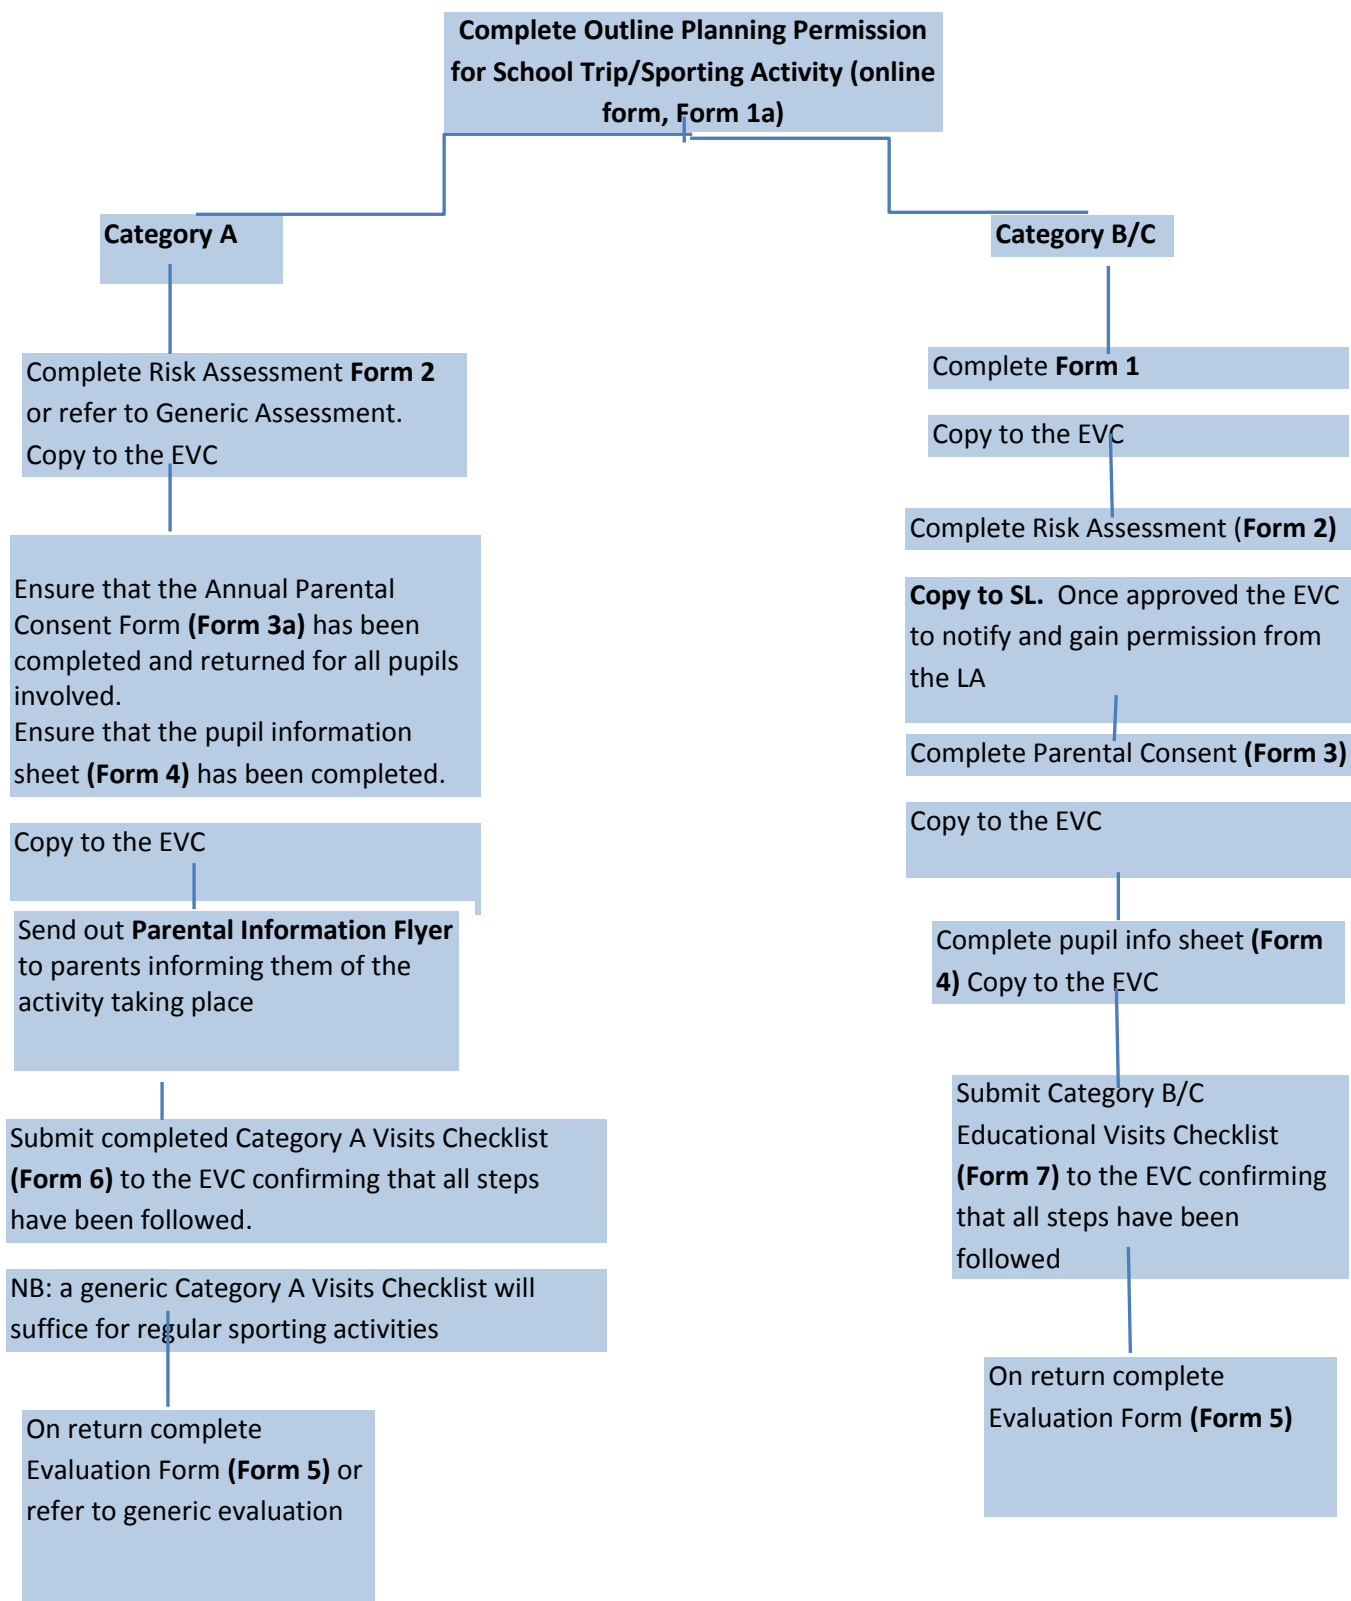 Complete Outline Planning Permission
for School Trip/Sporting Activity (online
form, Form 1a)
Category A
Complete Risk Assessment Form 2
or refer to Generic Assessment.
Copy to the EVC
Ensure that the Annual Parental
Consent Form (Form 3a) has been
completed and returned for all pupils
involved.
Ensure that the pupil information
sheet (Form 4) has been completed.
Copy to the EVC
Send out Parental Information Flyer
to parents informing them of the
activity taking place
Submit completed Category A Visits Checklist
(Form 6) to the EVC confirming that all steps
have been followed.
NB: a generic Category A Visits Checklist will
suffice for regular sporting activities
On return complete
Evaluation Form (Form 5) or
refer to generic evaluation
Category B/C
Complete Form 1
Copy to the EVC
Complete Risk Assessment (Form 2)
Copy to SL.  Once approved the EVC
to notify and gain permission from
the LA
Complete Parental Consent (Form 3)
Copy to the EVC
Complete pupil info sheet (Form
4) Copy to the EVC
Submit Category B/C
Educational Visits Checklist
(Form 7) to the EVC confirming
that all steps have been
followed
On return complete
Evaluation Form (Form 5)